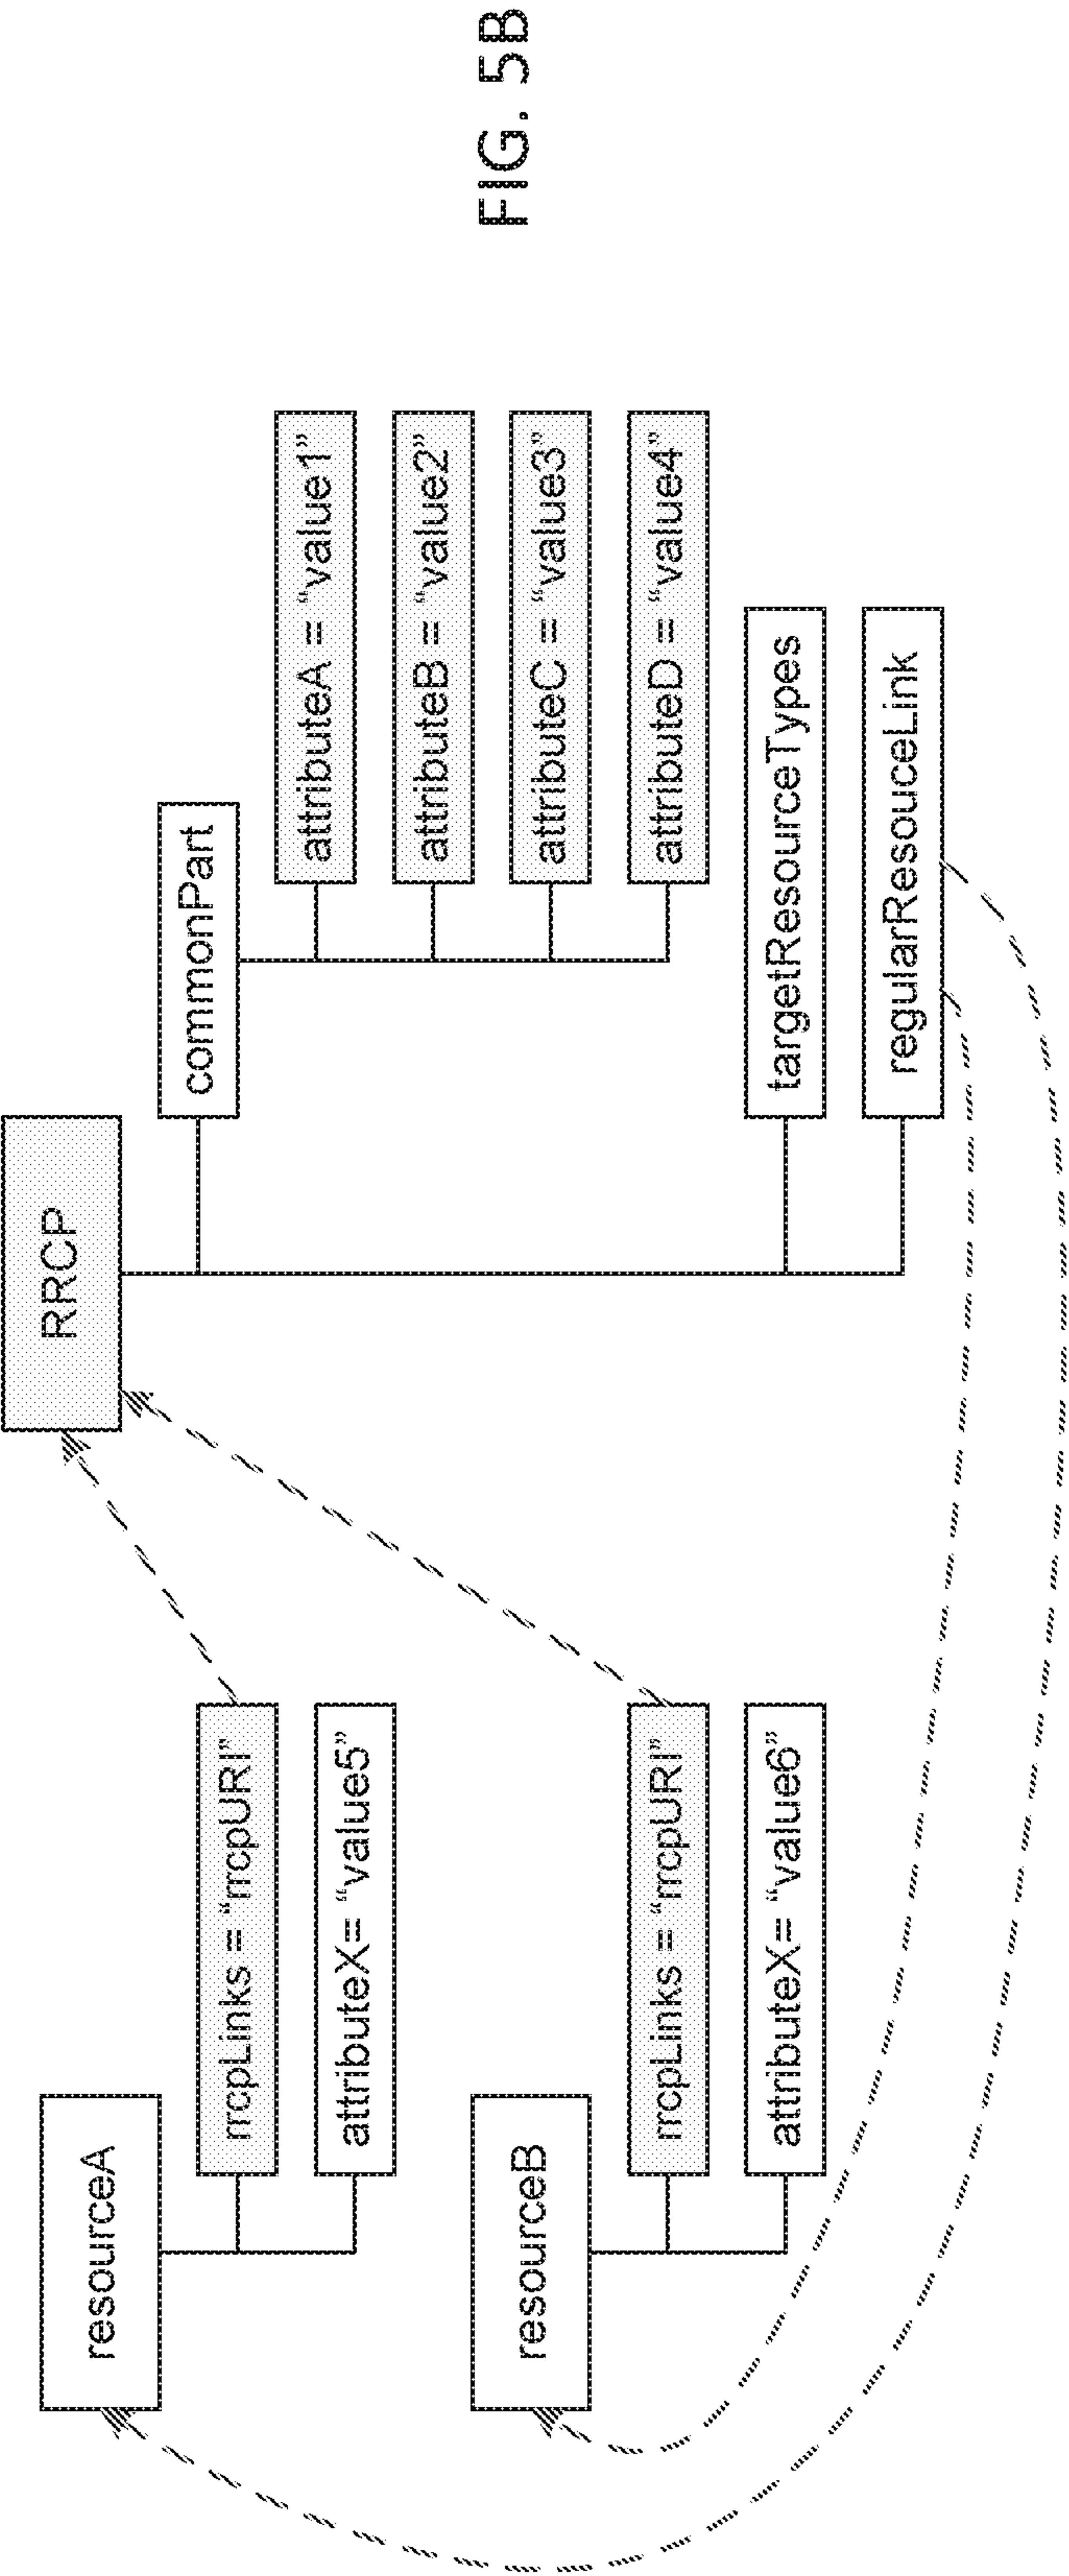 resourceA
rrcpLinks = “rrcpURI”
attributeX= “value5”
resourceB
rrcpLinks = “rrcpURI”
attributeX= “value6”
RRCP
commonPart
attributeA = “value1”
attributeB = “value2”
attributeC = “value3”
attributeD = “value4”
targetResourceTypes
regularResouceLink
FIG. 5B